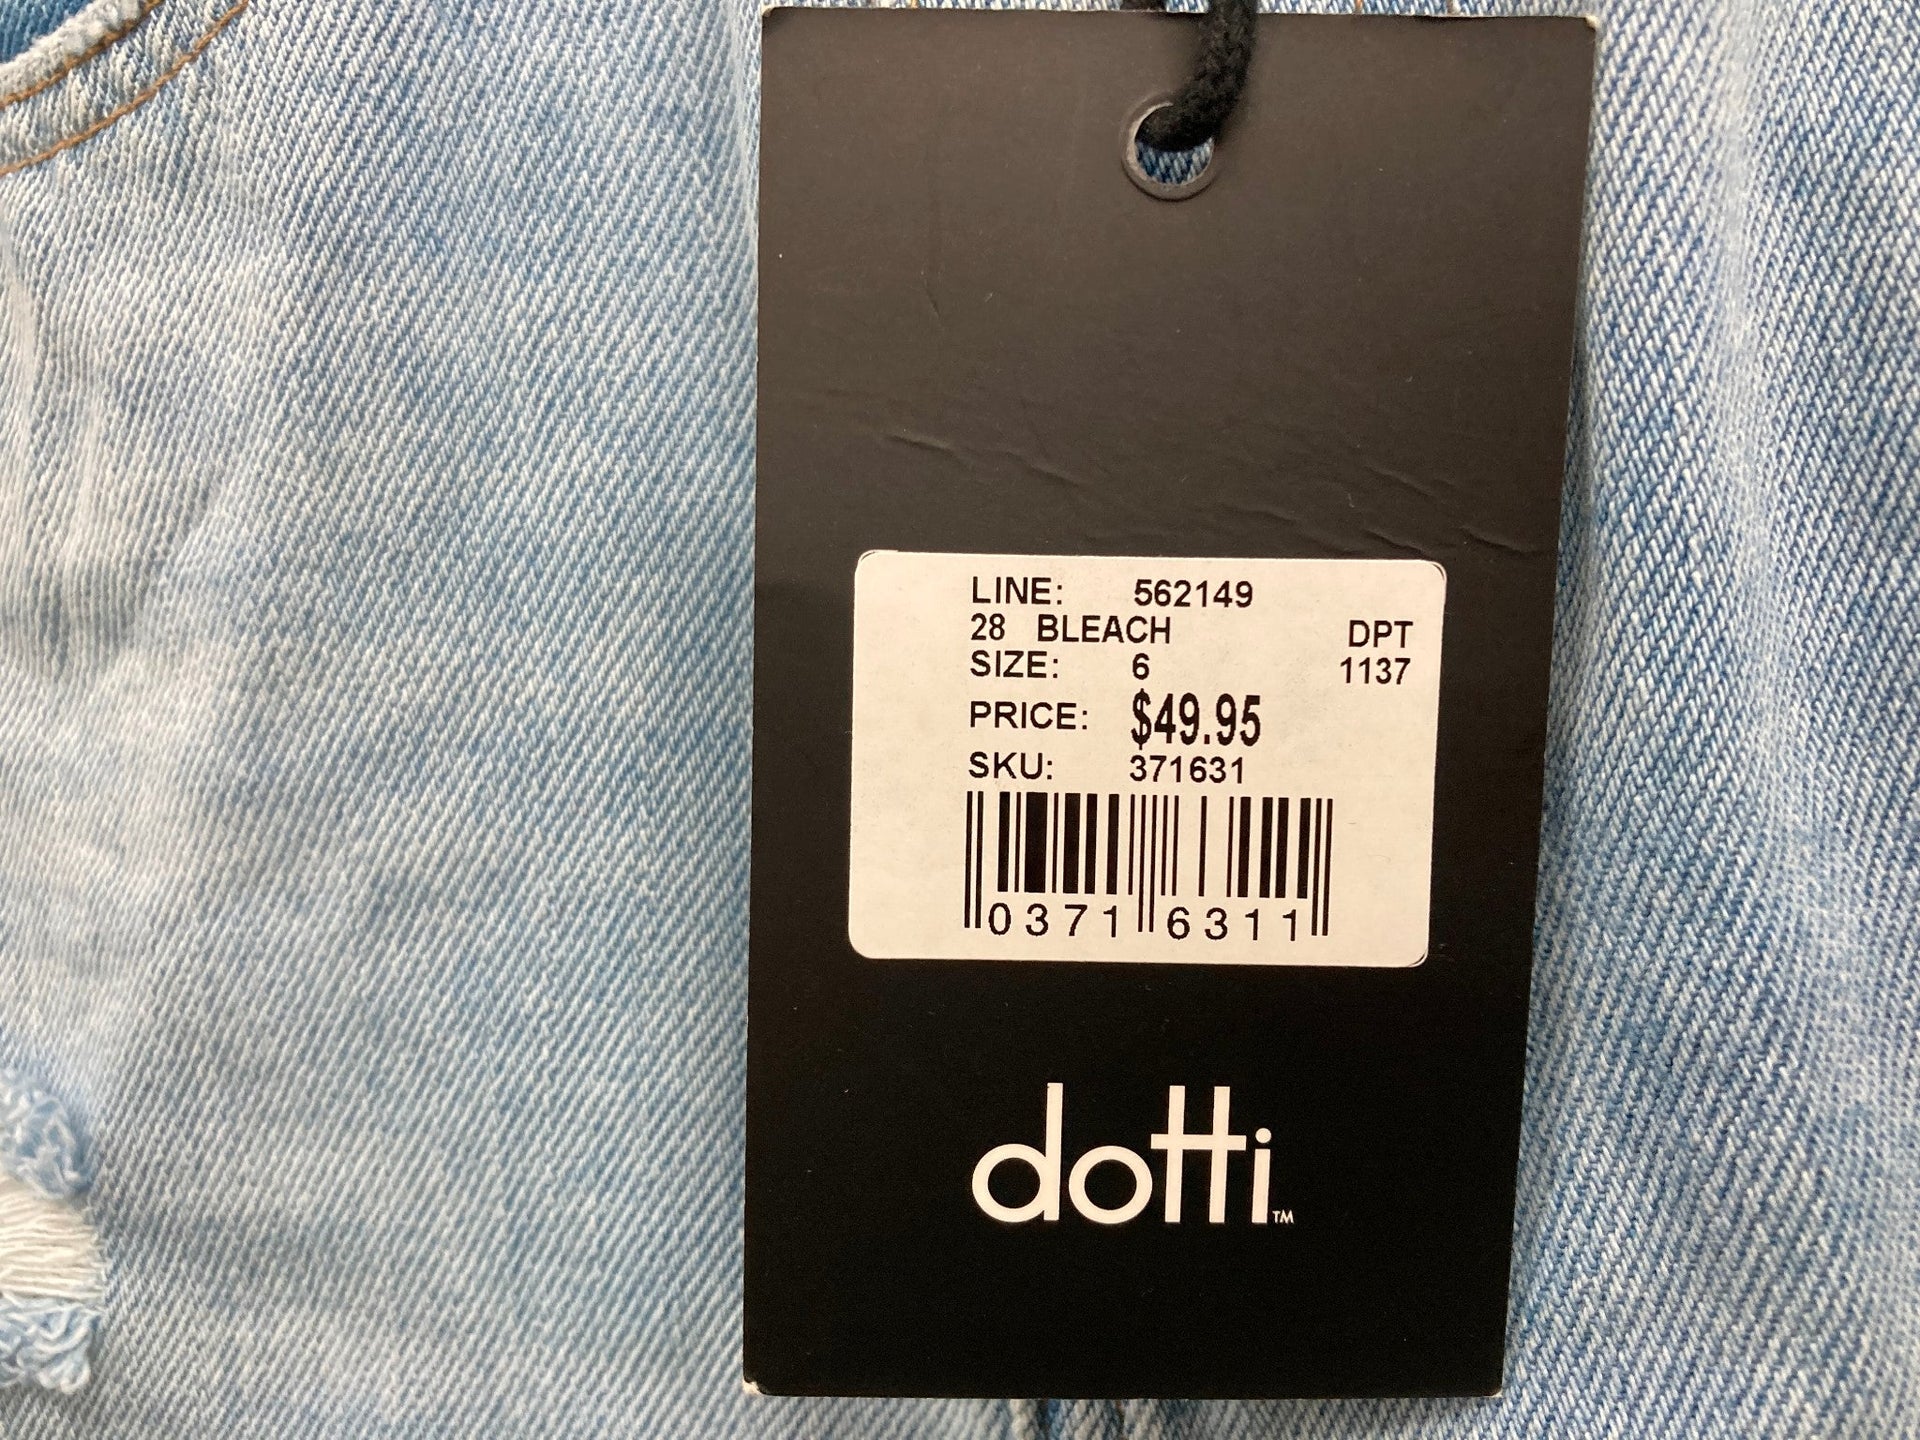 LINE: 562149
28 BLEACH DPT
SIZE: 6 1137
PRICE: $49.95
SKU: 371631
0371 6311
dotti™